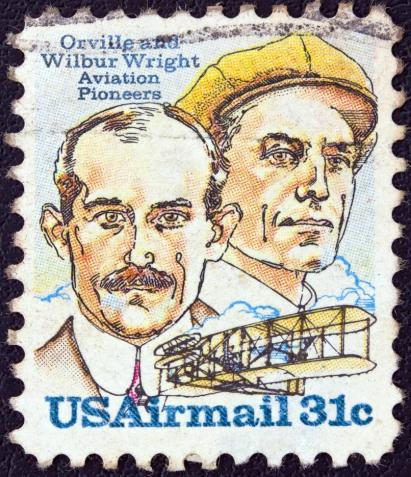 Orville and
Wilbur Wright
Aviation
Pioneers
USAirmail 31c